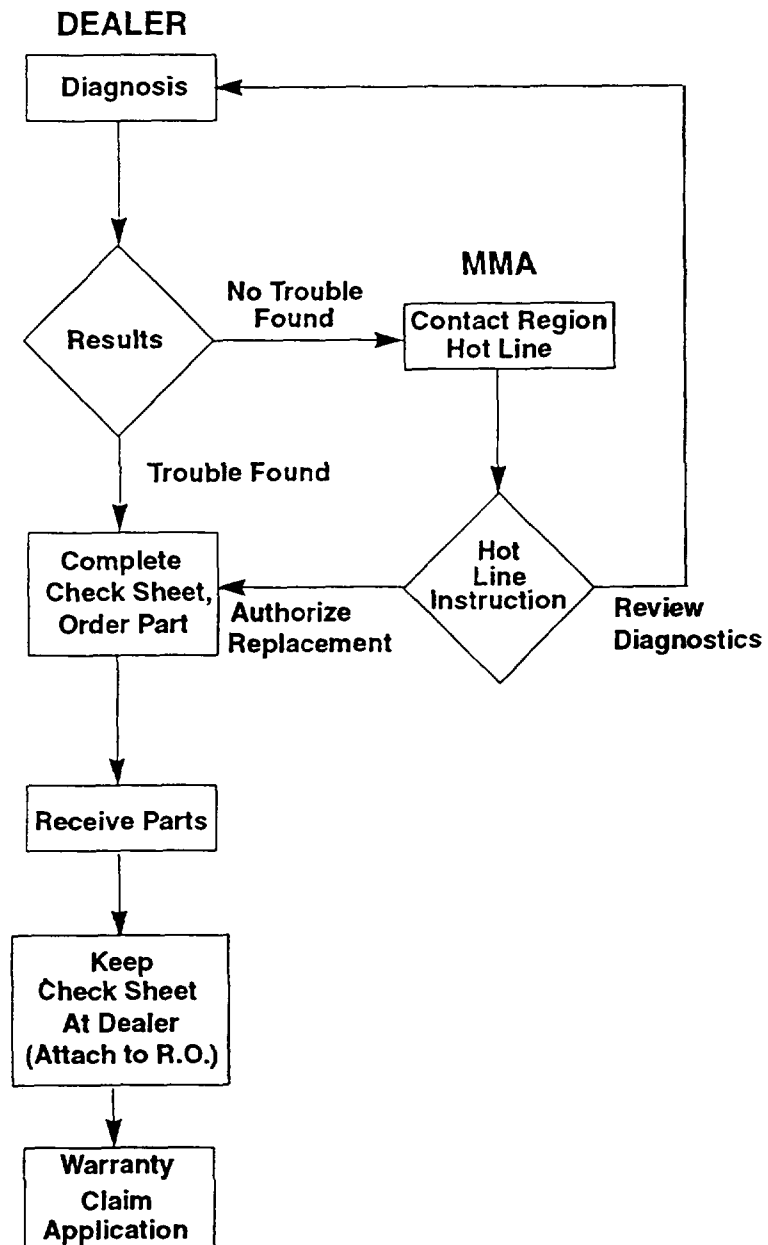 DEALER
Diagnosis
MMA
No Trouble
Found
Results
Contact Region
Hot Line
Trouble Found
Complete
Check Sheet,
Order Part
Authorize
Replacement
Hot
Line
Instruction
Review
Diagnostics
Receive Parts
Keep
Check Sheet
At Dealer
(Attach to R.O.)
Warranty
Claim
Application